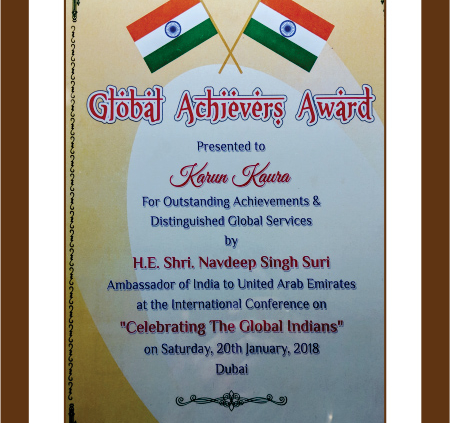 Global Achievers Award
Presented to
Karun Kaura
For Outstanding Achievements &
Distinguished Global Services
by
H.E. Shri. Navdeep Singh Suri
Ambassador of India to United Arab Emirates
at the International Conference on
"Celebrating The Global Indians"
on Saturday, 20th January, 2018
Dubai